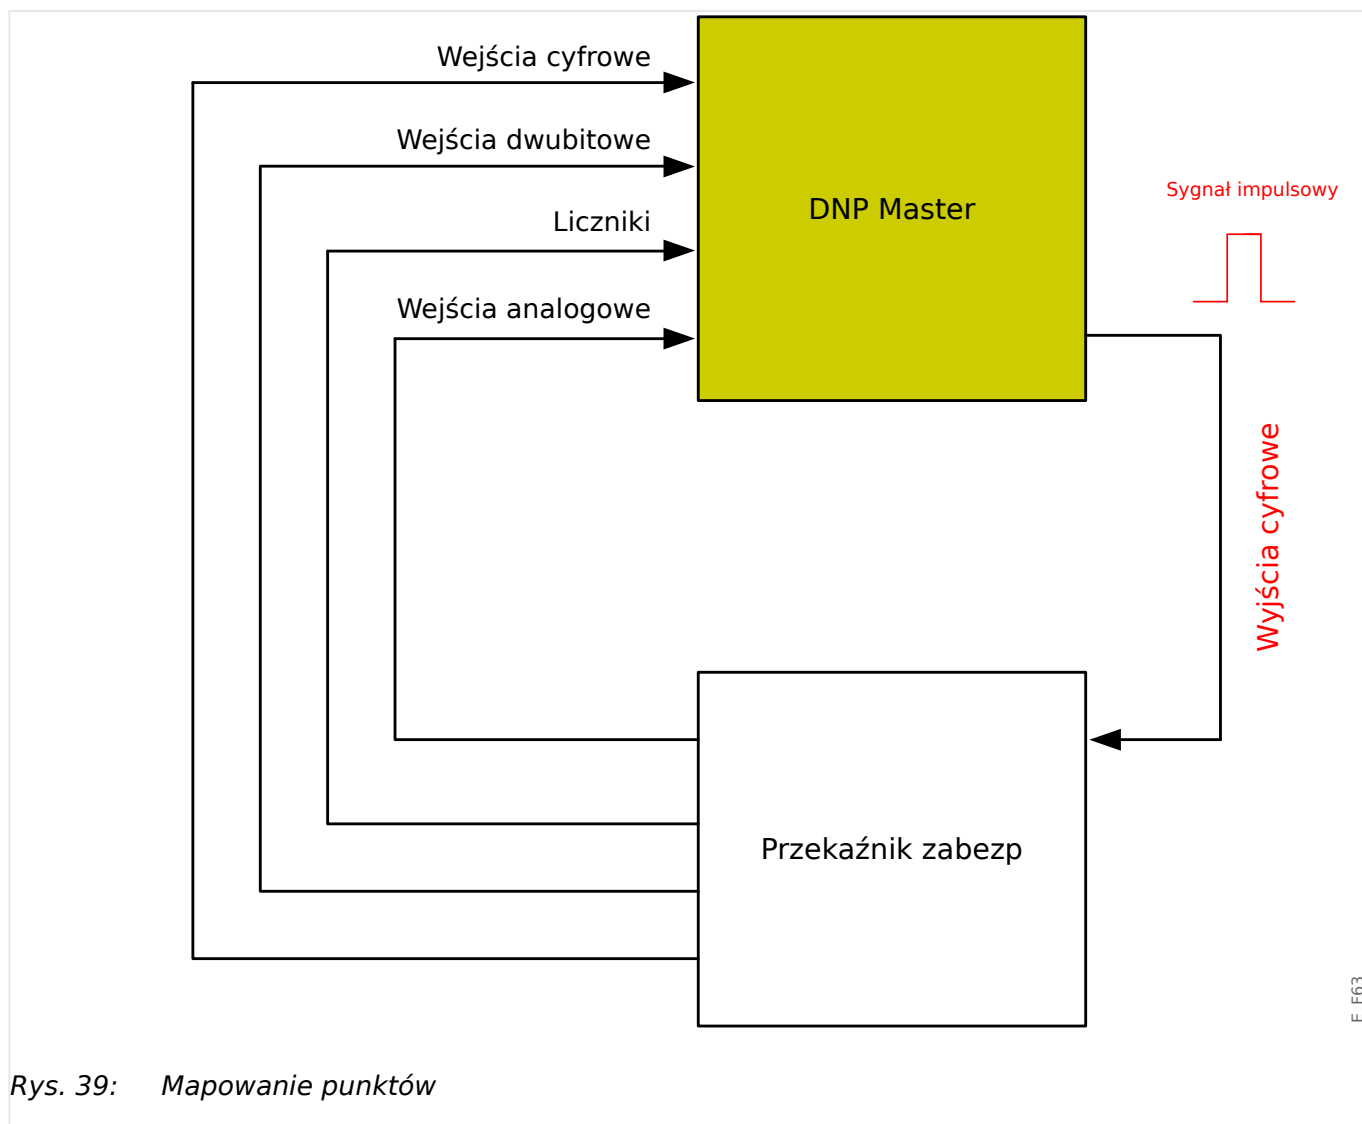 Wejścia cyfrowe
Wejścia dwubitowe
Liczniki
Wejścia analogowe
DNP Master
Sygnał impulsowy
Wyjścia cyfrowe
Przekaźnik zabezp
Rys. 39: Mapowanie punktów